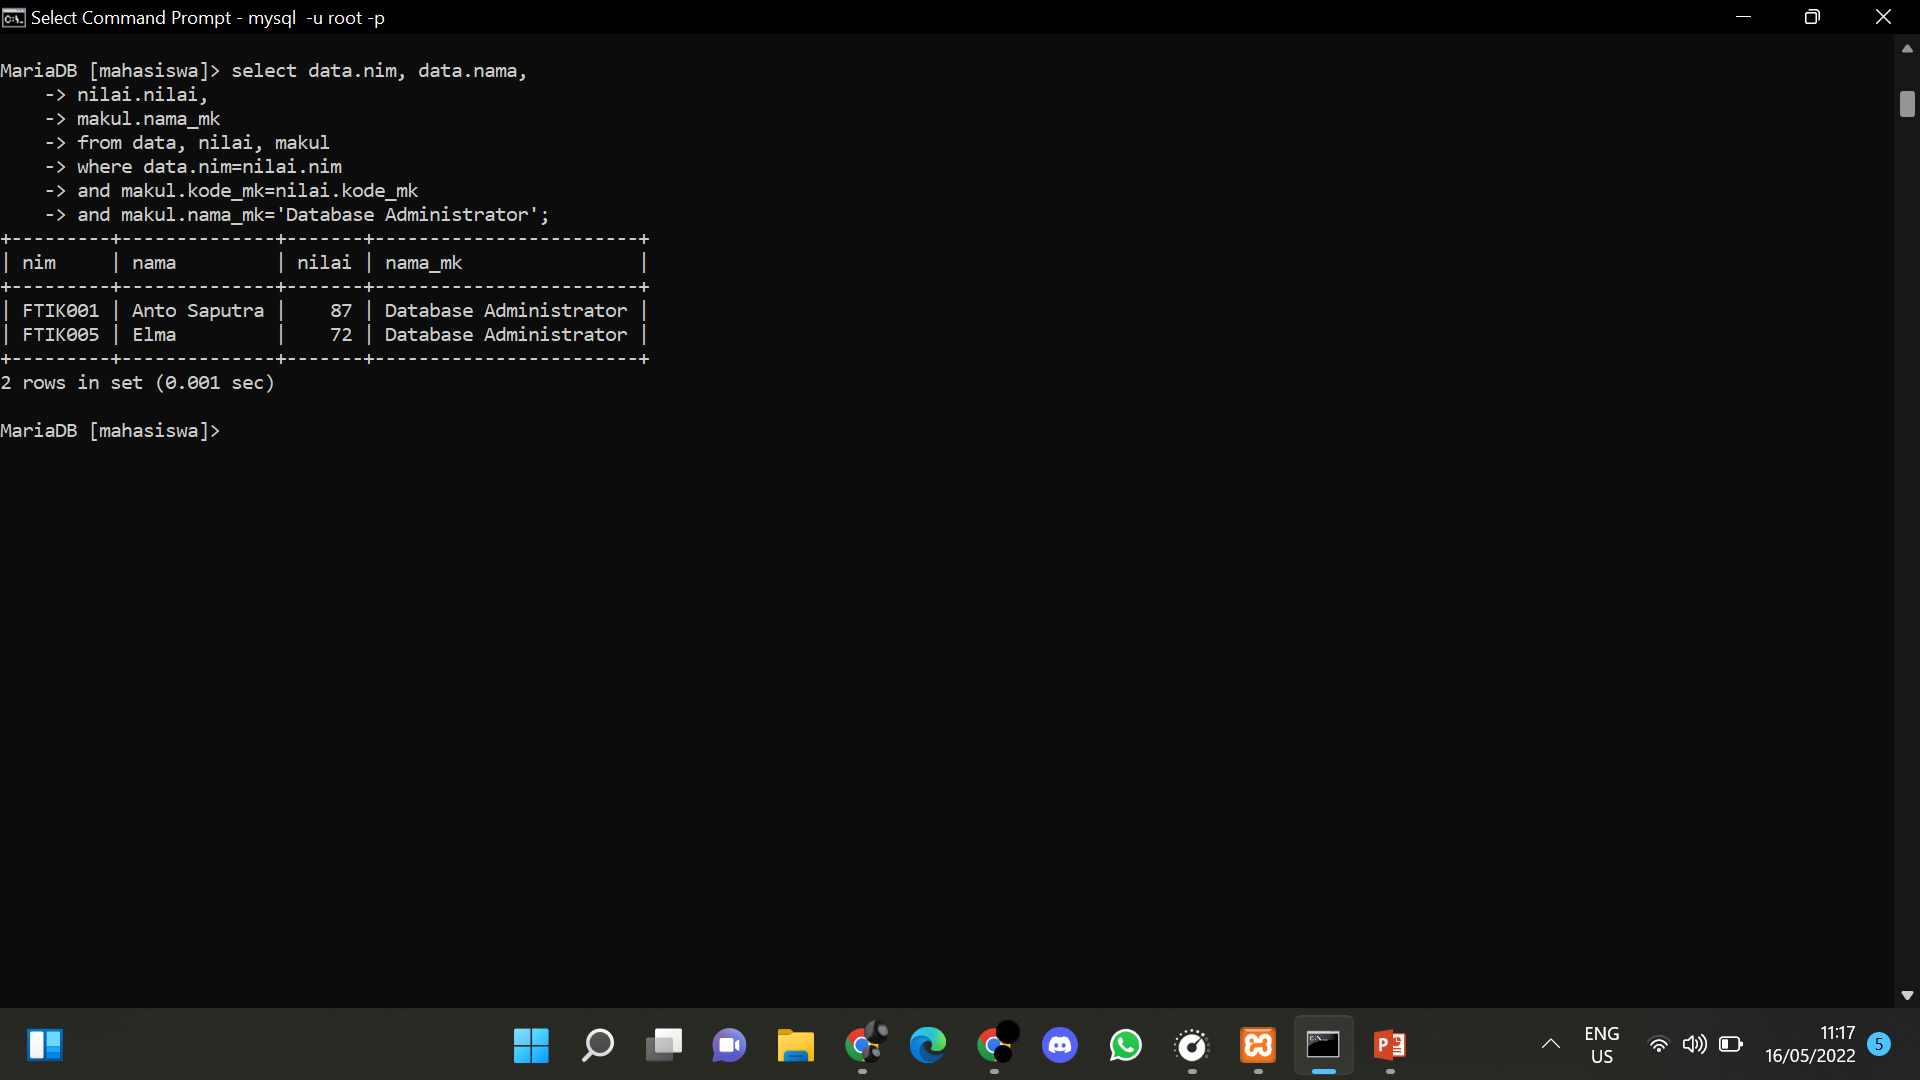 Select Command Prompt - mysql  -u root -p
MariaDB [mahasiswa]> select data.nim, data.nama,
    -> nilai.nilai,
    -> makul.nama_mk
    -> from data, nilai, makul
    -> where data.nim=nilai.nim
    -> and makul.kode_mk=nilai.kode_mk
    -> and makul.nama_mk='Database Administrator';
+---------+--------------+-------+------------------------+
| nim     | nama         | nilai | nama_mk                |
+---------+--------------+-------+------------------------+
| FTIK001 | Anto Saputra |    87 | Database Administrator |
| FTIK005 | Elma         |    72 | Database Administrator |
+---------+--------------+-------+------------------------+
2 rows in set (0.001 sec)
MariaDB [mahasiswa]>
ENG
US
11:17
16/05/2022
5